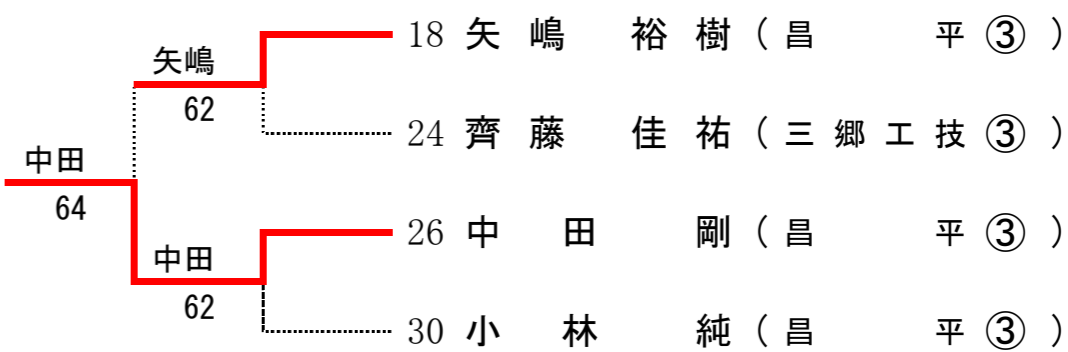 18 矢嶋 裕樹 (昌平 ③)
矢嶋
62
24 齊藤 佳祐 (三郷工技 ③)
中田
64
26 中田 剛 (昌平 ③)
中田
62
30 小林 純 (昌平 ③)